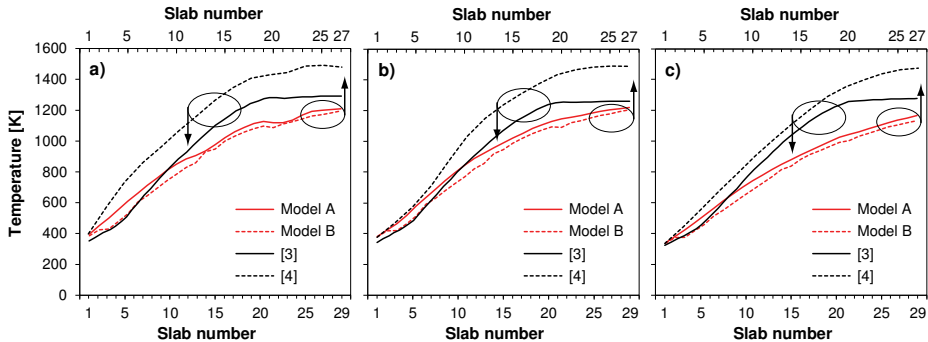 Slab number
Slab number
Slab number
1 5 10 15 20 25 27
1 5 10 15 20 25 27
1 5 10 15 20 25 27
Temperature [K]
1600
1400
1200
1000
800
600
400
200
0
a)
Model A
Model B
[3]
[4]
b)
Model A
Model B
[3]
[4]
c)
Model A
Model B
[3]
[4]
1 5 10 15 20 25 29
1 5 10 15 20 25 29
1 5 10 15 20 25 29
Slab number
Slab number
Slab number